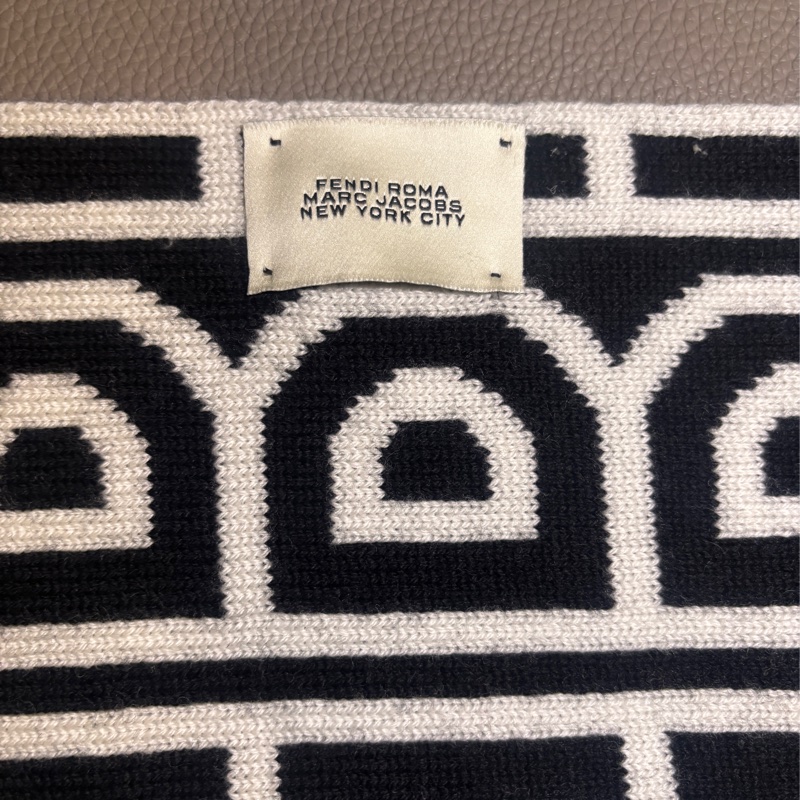 FENDI ROMA
MARC JACOBS
NEW YORK CITY